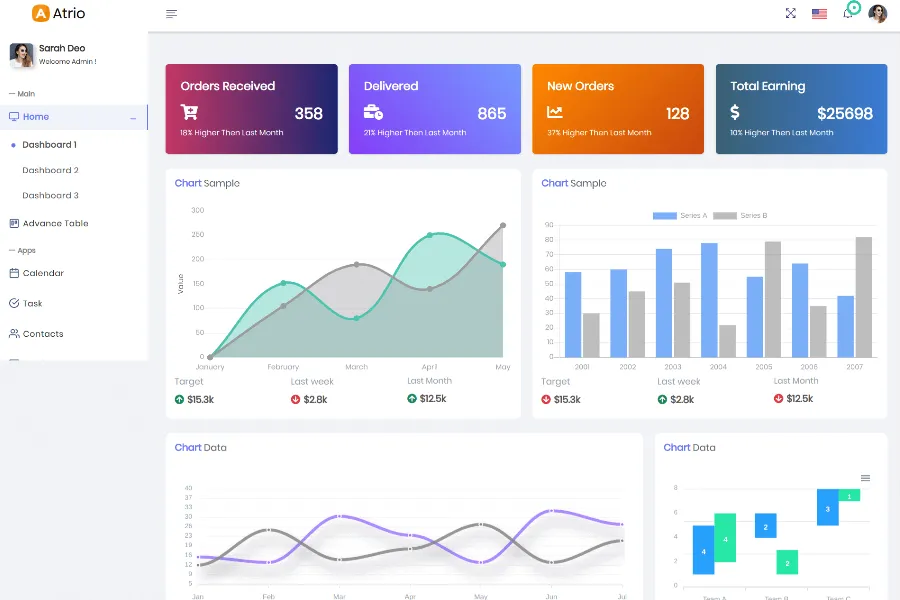 Atrio
Sarah Deo
Welcome Admin !
Main
Home
Dashboard 1
Dashboard 2
Dashboard 3
Advance Table
Apps
Calendar
Task
Contacts
Orders Received
358
18% Higher Then Last Month
Delivered
865
21% Higher Then Last Month
New Orders
128
37% Higher Then Last Month
Total Earning
$25698
10% Higher Then Last Month
Chart Sample
300
250
200
150
100
50
0
Value
January February March April May
Target Last week Last Month
$15.3k $2.8k $12.5k
Chart Sample
Series A Series B
90
80
70
60
50
40
30
20
10
0
2001 2002 2003 2004 2005 2006 2007
Target Last week Last Month
$15.3k $2.8k $12.5k
Chart Data
40
37
33
30
26
23
19
16
12
9
5
Jan Feb Mar Apr May Jun Jul
Chart Data
8
6
4
2
0
4 4 2 2 3 1
Team A Team B Team C